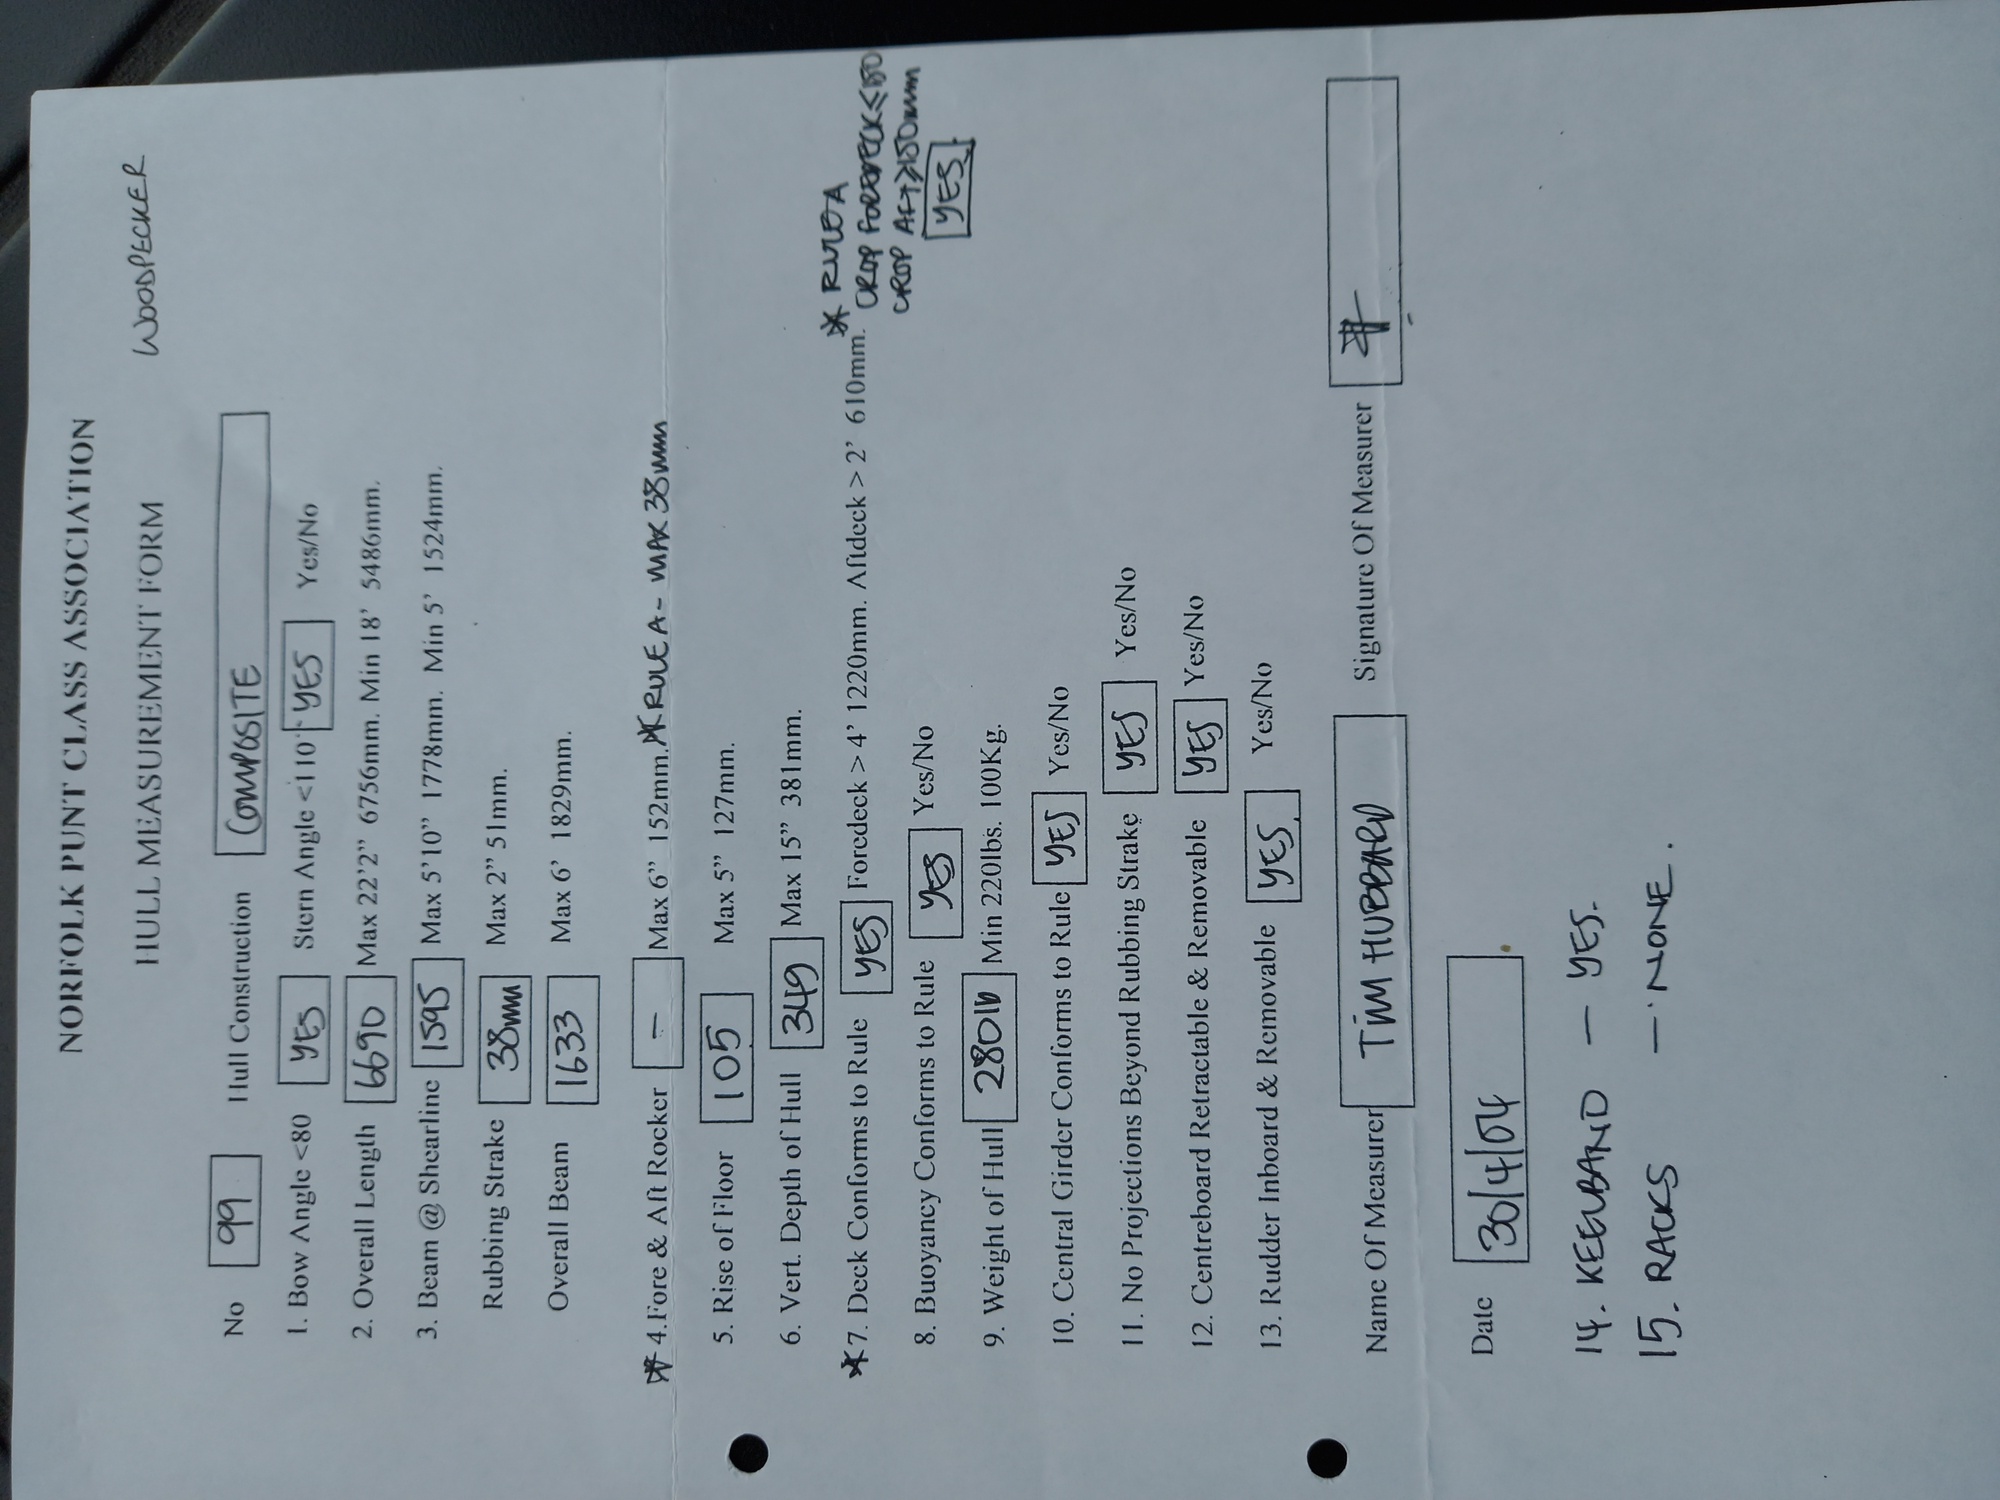 NORFOLK PUNT CLASS ASSOCIATION
HULL MEASUREMENT FORM WOODPECKER
No 99 Hull Construction COMPOSITE
1. Bow Angle <80 YES Stern Angle <110 YES Yes/No
2. Overall Length 6690 Max 22'2" 6756mm. Min 18' 5486mm.
3. Beam @ Shearline 1595 Max 5'10" 1778mm. Min 5' 1524mm.
Rubbing Strake 38mm Max 2" 51mm.
Overall Beam 1633 Max 6' 1829mm.
* 4.Fore & Aft Rocker - Max 6" 152mm. * RULE A - MAX 38mm
5. Rise of Floor 105 Max 5" 127mm.
6. Vert. Depth of Hull 349 Max 15" 381mm.
* 7. Deck Conforms to Rule YES Foredeck > 4' 1220mm. Aftdeck > 2' 610mm.
* RULE A
CROP FOREDECK ≤ 150
CROP AFT ≥ 150mm
YES.
8. Buoyancy Conforms to Rule YES Yes/No
9. Weight of Hull 280lb Min 220lbs. 100Kg.
10. Central Girder Conforms to Rule YES Yes/No
11. No Projections Beyond Rubbing Strake YES Yes/No
12. Centreboard Retractable & Removable YES Yes/No
13. Rudder Inboard & Removable YES. Yes/No
Name Of Measurer TIM HUBBARD Signature Of Measurer
Date 30/4/04
14. KEELBAND - YES.
15. RACKS - NONE.